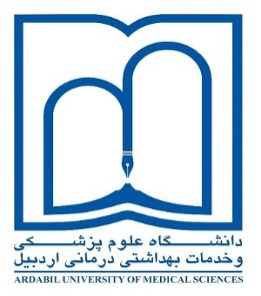 دانشگاه علوم پزشکی
وخدمات بهداشتی درمانی اردبیل
ARDABIL UNIVERSITY OF MEDICAL SCIENCES